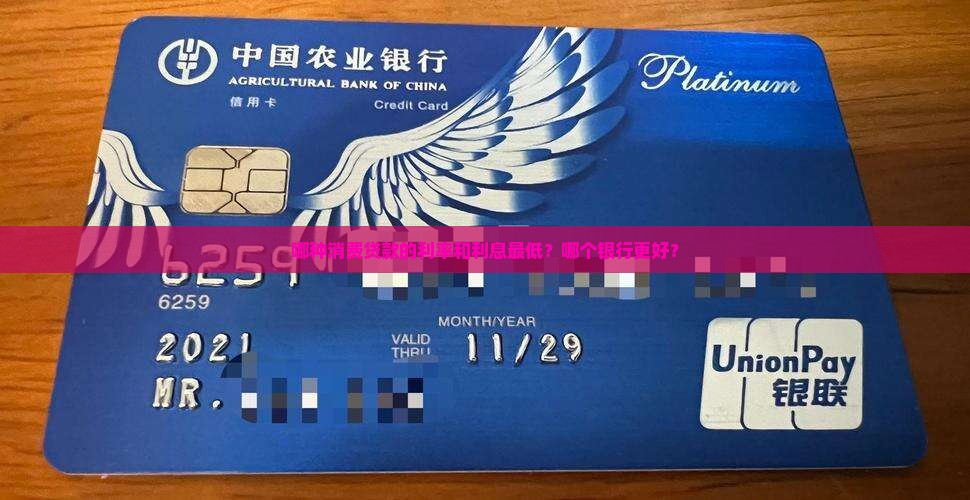 中国农业银行
AGRICULTURAL BANK OF CHINA
信用卡
Credit Card
Platinum
哪种消费贷款的利率和利息最低？哪个银行更好？
6259
6259
MONTH/YEAR
2021
VALID
THRU
11/29
MR.
UnionPay
银联